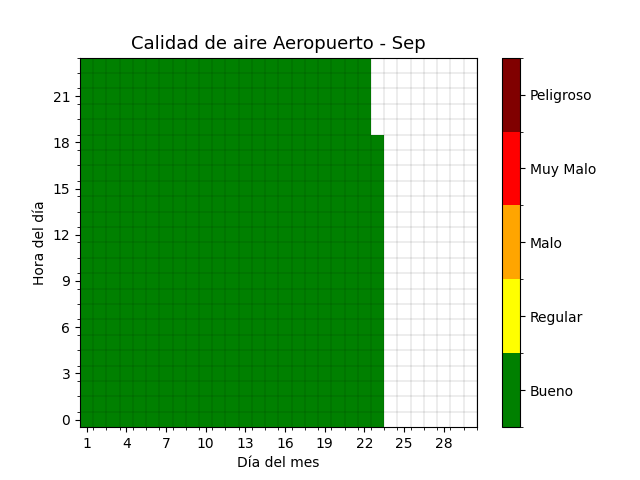 Calidad de aire Aeropuerto - Sep
Hora del día
21
18
15
12
9
6
3
0
1 4 7 10 13 16 19 22 25 28
Día del mes
Peligroso
Muy Malo
Malo
Regular
Bueno